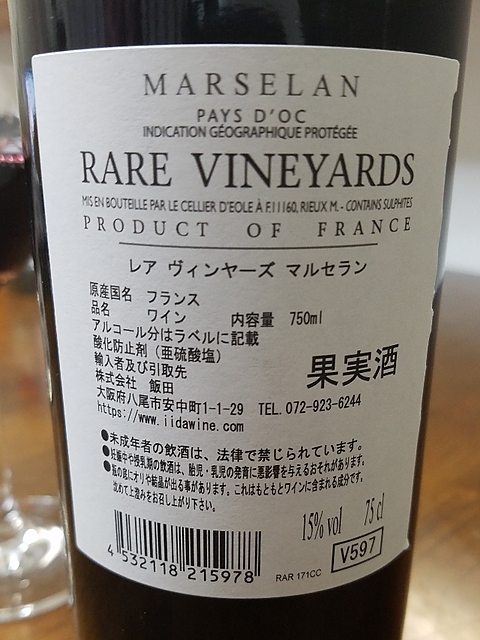 MARSELAN
PAYS D'OC
INDICATION GÉOGRAPHIQUE PROTÉGÉE
RARE VINEYARDS
MIS EN BOUTEILLE PAR LE CELLIER D'EOLE À F.11160, RIEUX M. - CONTAINS SULPHITES
PRODUCT OF FRANCE
レア ヴィンヤーズ マルセラン
原産国名 フランス
品名 ワイン 内容量 750ml
アルコール分はラベルに記載
酸化防止剤（亜硫酸塩）
輸入者及び引取先
株式会社 飯田
果実酒
大阪府八尾市安中町1-1-29 TEL.072-923-6244
https://www.iidawine.com
●未成年者の飲酒は、法律で禁じられています。
●妊娠中や授乳期の飲酒は、胎児・乳児の発育に悪影響を与えるおそれがあります。
●瓶の底にオリや結晶が出る事があります。これはもともとワインに含まれる成分です。
沈めて上澄みをお召し上がり下さい。
15% vol 75 cl
4 532118 215978
RAR 171CC
V597